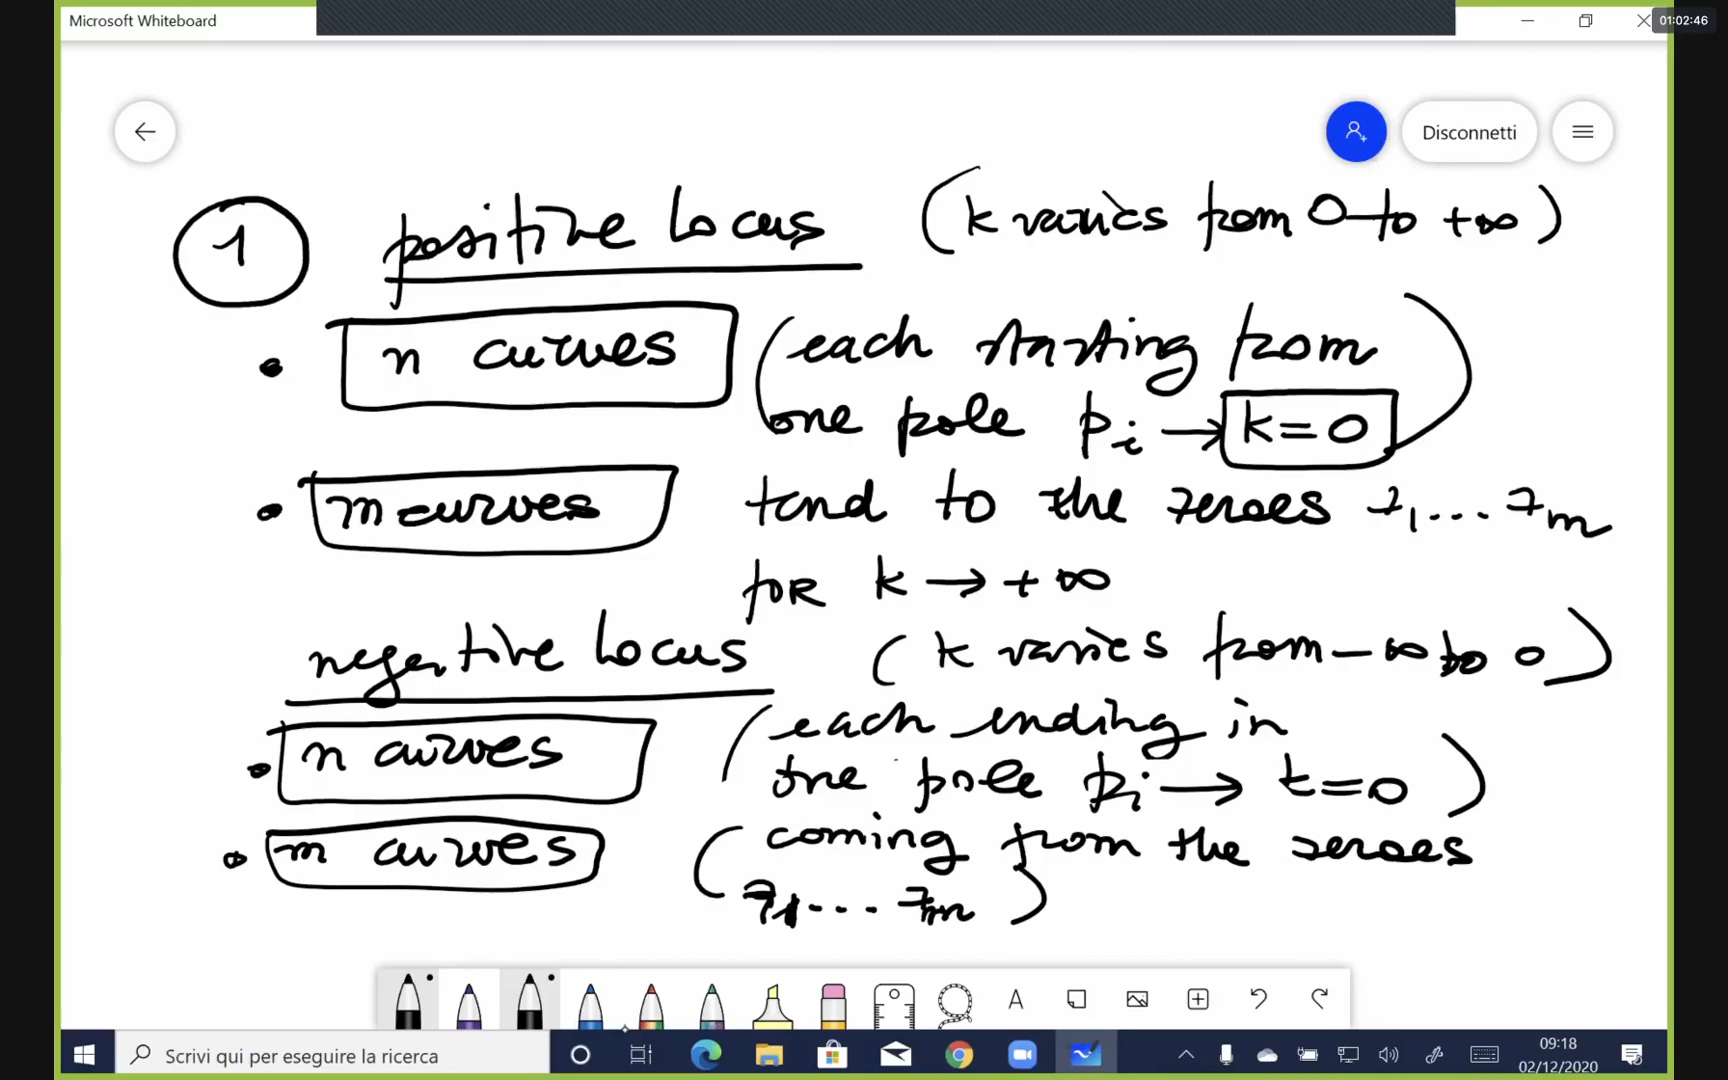 Microsoft Whiteboard
01:02:46
Disconnetti
1 positive locus (k varies from 0 to +∞)
• n curves (each starting from
one pole pi → k=0)
• m curves tend to the zeroes z1...zm
for k → +∞
negative locus (k varies from -∞ to 0)
• n curves (each ending in
one pole pi → k=0)
• m curves (coming from the zeroes
z1...zm)
A
Scrivi qui per eseguire la ricerca
09:18
02/12/2020